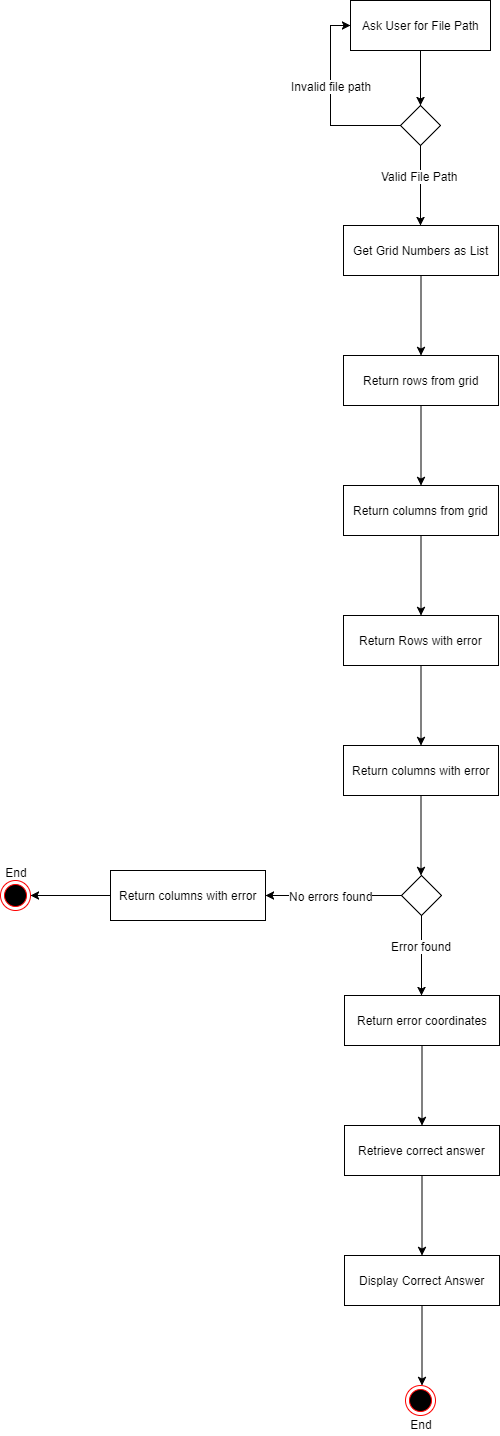 Ask User for File Path
Invalid file path
Valid File Path
Get Grid Numbers as List
Return rows from grid
Return columns from grid
Return Rows with error
Return columns with error
End
Return columns with error
No errors found
Error found
Return error coordinates
Retrieve correct answer
Display Correct Answer
End